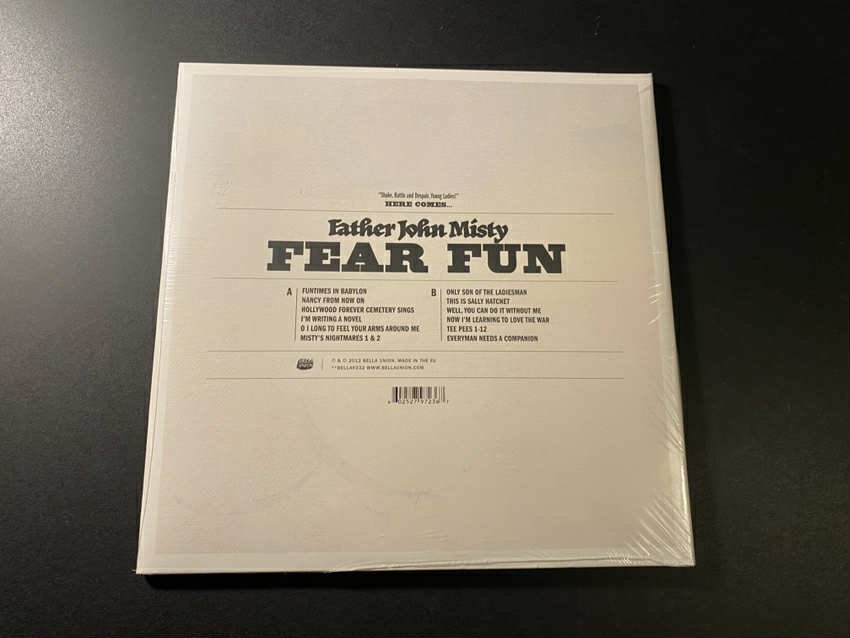 "Shake, Rattle and Despair, Young Ladies!"
HERE COMES...
Father John Misty
FEAR FUN
A
FUNTIMES IN BABYLON
NANCY FROM NOW ON
HOLLYWOOD FOREVER CEMETERY SINGS
I'M WRITING A NOVEL
O I LONG TO FEEL YOUR ARMS AROUND ME
MISTY'S NIGHTMARES 1 & 2
B
ONLY SON OF THE LADIESMAN
THIS IS SALLY HATCHET
WELL, YOU CAN DO IT WITHOUT ME
NOW I'M LEARNING TO LOVE THE WAR
TEE PEES 1-12
EVERYMAN NEEDS A COMPANION
BELLA UNION
℗ & © 2012 BELLA UNION. MADE IN THE EU
WWW.BELLAUNION.COM